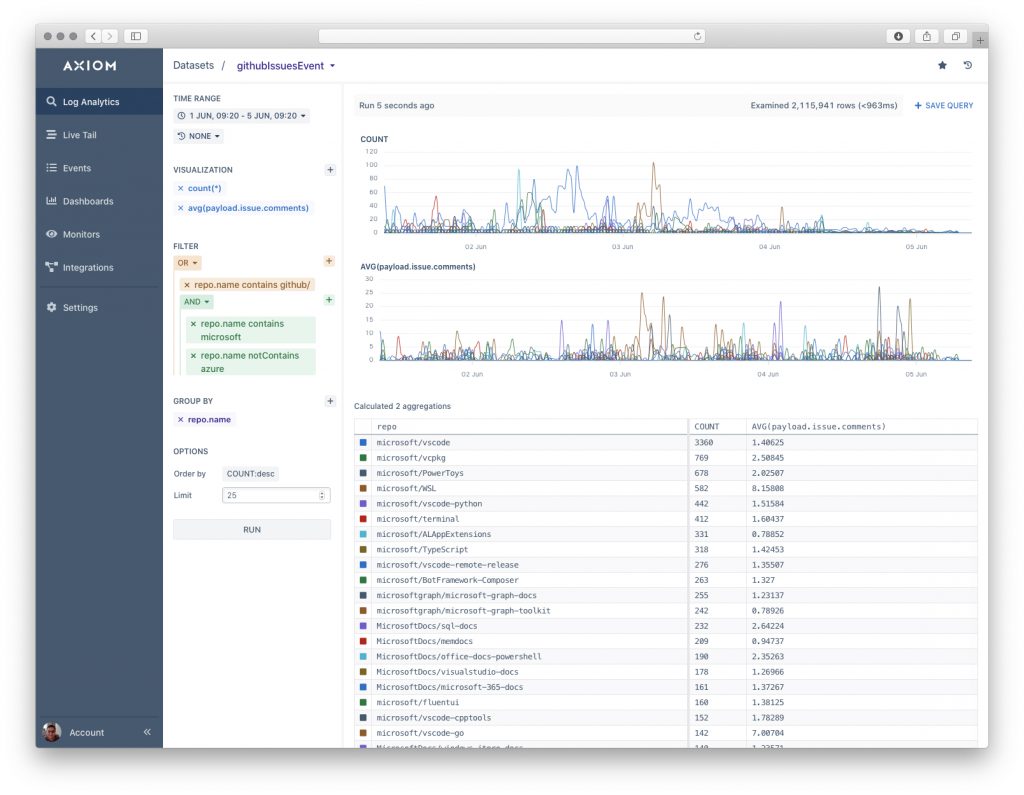 AXIOM
Log Analytics
Live Tail
Events
Dashboards
Monitors
Integrations
Settings
Account
Datasets / githubIssuesEvent
TIME RANGE
1 JUN, 09:20 - 5 JUN, 09:20
NONE
VISUALIZATION
count(*)
avg(payload.issue.comments)
FILTER
OR
repo.name contains github/
AND
repo.name contains
microsoft
repo.name notContains
azure
GROUP BY
repo.name
OPTIONS
Order by COUNT:desc
Limit 25
RUN
Run 5 seconds ago Examined 2,115,941 rows (<963ms) + SAVE QUERY
COUNT
120
100
80
60
40
20
0
02 Jun 03 Jun 04 Jun 05 Jun
AVG(payload.issue.comments)
30
25
20
15
10
5
0
02 Jun 03 Jun 04 Jun 05 Jun
Calculated 2 aggregations
repo COUNT AVG(payload.issue.comments)
microsoft/vscode 3360 1.40625
microsoft/vcpkg 769 2.50845
microsoft/PowerToys 678 2.02507
microsoft/WSL 582 8.15808
microsoft/vscode-python 442 1.51584
microsoft/terminal 412 1.60437
microsoft/ALAppExtensions 331 0.78852
microsoft/TypeScript 318 1.42453
microsoft/vscode-remote-release 276 1.35507
microsoft/BotFramework-Composer 263 1.327
microsoftgraph/microsoft-graph-docs 255 1.23137
microsoftgraph/microsoft-graph-toolkit 242 0.78926
MicrosoftDocs/sql-docs 232 2.64224
MicrosoftDocs/memdocs 209 0.94737
MicrosoftDocs/office-docs-powershell 190 2.35263
MicrosoftDocs/visualstudio-docs 178 1.26966
MicrosoftDocs/microsoft-365-docs 161 1.37267
microsoft/fluentui 160 1.38125
microsoft/vscode-cpptools 152 1.78289
microsoft/vscode-go 142 7.00704